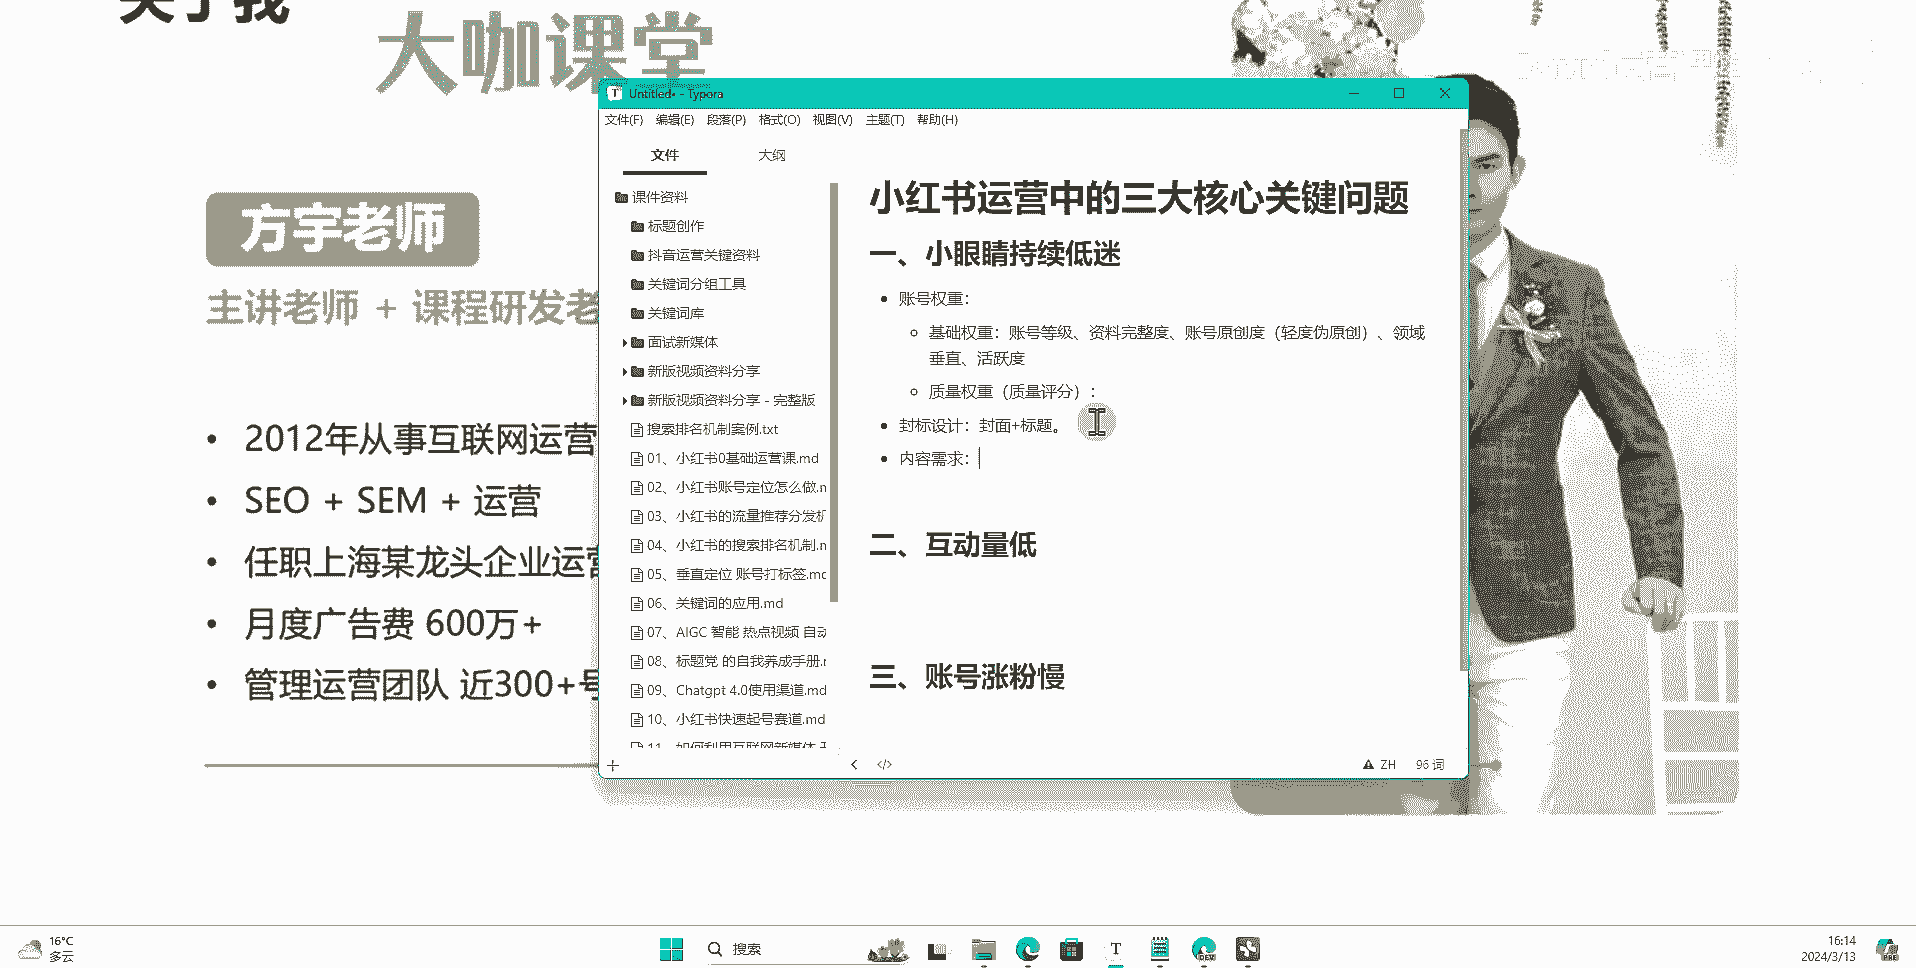 关于我
大咖课堂
方宇老师
主讲老师 + 课程研发老
• 2012年从事互联网运营
• SEO + SEM + 运营
• 任职上海某龙头企业运营
• 月度广告费 600万+
• 管理运营团队 近300+号
Untitled• - Typora
文件(F) 编辑(E) 段落(P) 格式(O) 视图(V) 主题(T) 帮助(H)
文件 大纲
课件资料
标题创作
抖音运营关键资料
关键词分组工具
关键词库
面试新媒体
新版视频资料分享
新版视频资料分享 - 完整版
搜索排名机制案例.txt
01、小红书0基础运营课.md
02、小红书账号定位怎么做.m
03、小红书的流量推荐分发机
04、小红书的搜索排名机制.m
05、垂直定位 账号打标签.mc
06、关键词的应用.md
07、AIGC 智能 热点视频 自动
08、标题党 的自我养成手册.r
09、Chatgpt 4.0使用渠道.md
10、小红书快速起号赛道.md
11、如何利用互联网新媒体
小红书运营中的三大核心关键问题
一、小眼睛持续低迷
• 账号权重：
基础权重：账号等级、资料完整度、账号原创度（轻度伪原创）、领域
垂直、活跃度
质量权重（质量评分）：
• 封标设计：封面+标题。
• 内容需求：
二、互动量低
三、账号涨粉慢
ZH 96 词
16°C
多云
搜索
T
DEV
16:14
2024/3/13
PRE